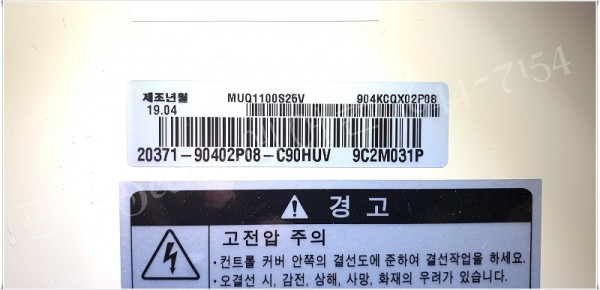 제조년월 MUQ1100S25V 904KCQX02P08
19.04
20371-90402P08-C90HUV 9C2M031P
경 고
고전압 주의
·컨트롤 커버 안쪽의 결선도에 준하여 결선작업을 하세요.
·오결선 시, 감전, 상해, 사망, 화재의 우려가 있습니다.